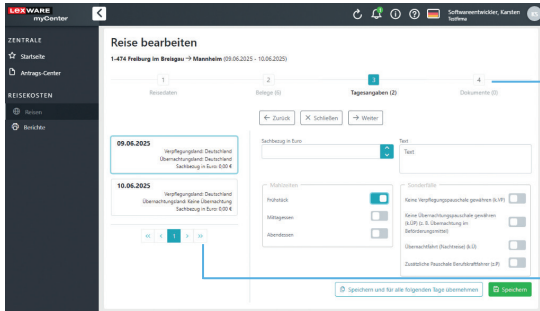 LEXWARE
myCenter
Softwareentwickler, Karsten
Testfirma
KS
ZENTRALE
Startseite
Antrags-Center
REISEKOSTEN
Reisen
Berichte
Reise bearbeiten
1-474 Freiburg im Breisgau → Mannheim (09.06.2025 - 10.06.2025)
1
2
3
4
Reisedaten
Belege (6)
Tagesangaben (2)
Dokumente (0)
← Zurück
X Schließen
→ Weiter
09.06.2025
Verpflegungsland: Deutschland
Übernachtungsland: Deutschland
Sachbezug in Euro: 0,00 €
10.06.2025
Verpflegungsland: Deutschland
Übernachtungsland: Keine Übernachtung
Sachbezug in Euro: 0,00 €
« < 1 > »
Sachbezug in Euro
Text
Text
Mahlzeiten
Frühstück
Mittagessen
Abendessen
Sonderfälle
Keine Verpflegungspauschale gewähren (k.VP)
Keine Übernachtungspauschale gewähren
(k.ÜP) (z. B. Übernachtung im
Beförderungsmittel)
Übernachtfahrt (Nachtreise) (k.Ü)
Zusätzliche Pauschale Berufskraftfahrer (z.P)
Speichern und für alle folgenden Tage übernehmen
Speichern